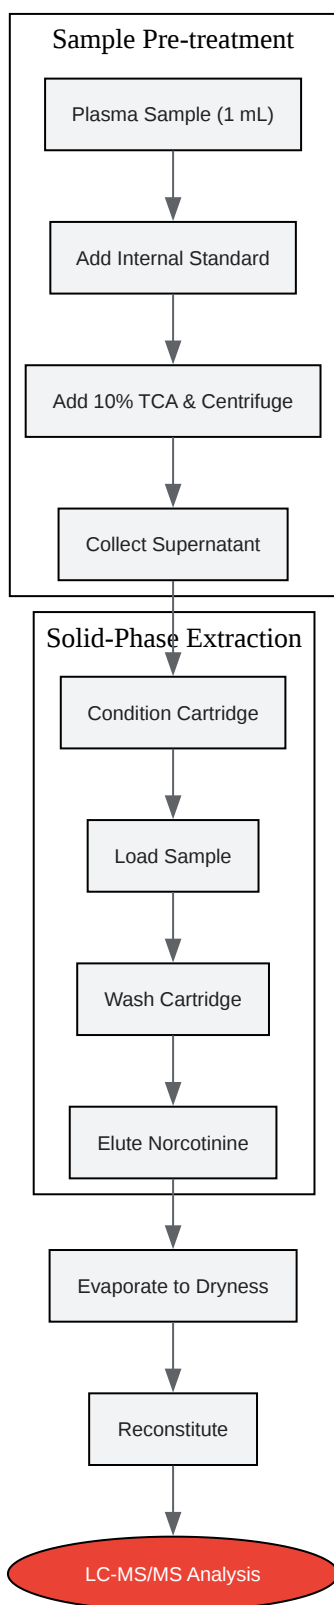 Sample Pre-treatment
Plasma Sample (1 mL)
Add Internal Standard
Add 10% TCA & Centrifuge
Collect Supernatant
Solid-Phase Extraction
Condition Cartridge
Load Sample
Wash Cartridge
Elute Norcotinine
Evaporate to Dryness
Reconstitute
LC-MS/MS Analysis